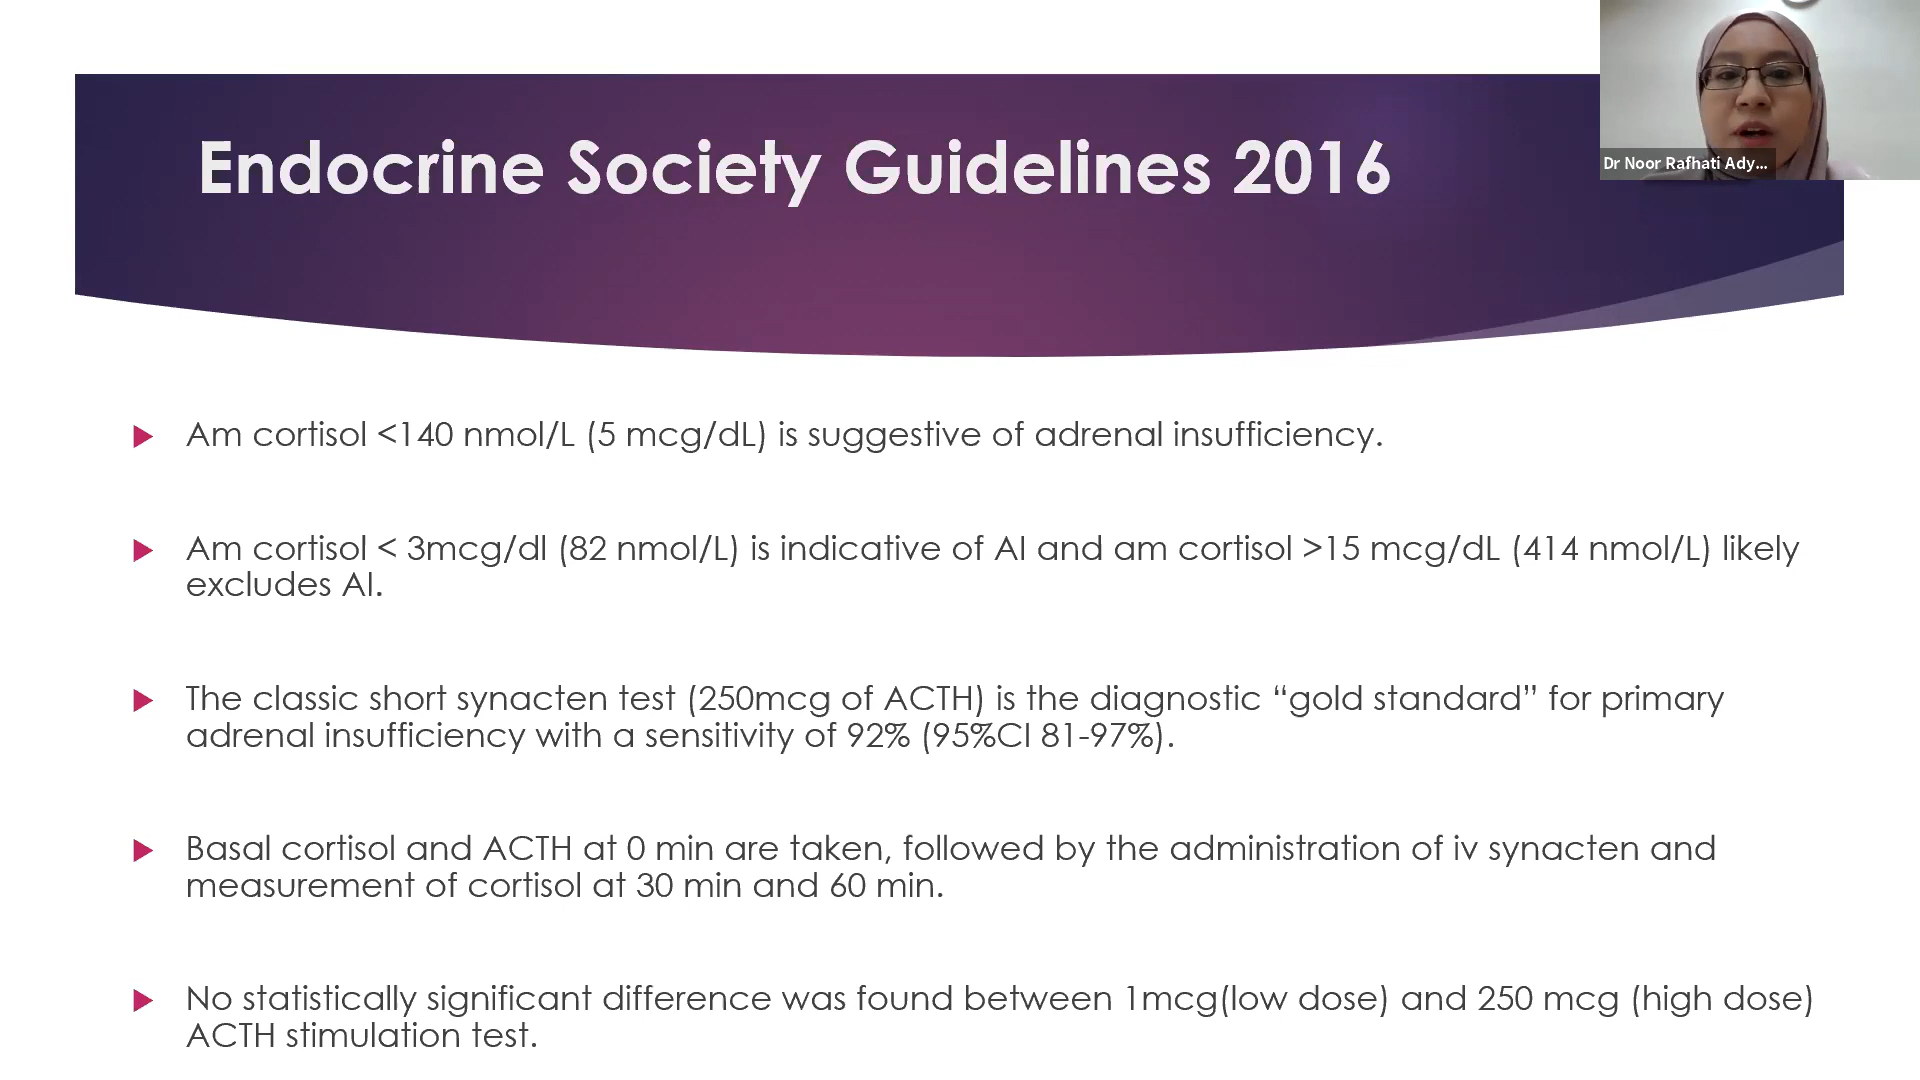 Endocrine Society Guidelines 2016
Dr Noor Rafhati Ady...
Am cortisol <140 nmol/L (5 mcg/dL) is suggestive of adrenal insufficiency.
Am cortisol < 3mcg/dl (82 nmol/L) is indicative of AI and am cortisol >15 mcg/dL (414 nmol/L) likely
excludes AI.
The classic short synacten test (250mcg of ACTH) is the diagnostic “gold standard” for primary
adrenal insufficiency with a sensitivity of 92% (95%CI 81-97%).
Basal cortisol and ACTH at 0 min are taken, followed by the administration of iv synacten and
measurement of cortisol at 30 min and 60 min.
No statistically significant difference was found between 1mcg(low dose) and 250 mcg (high dose)
ACTH stimulation test.